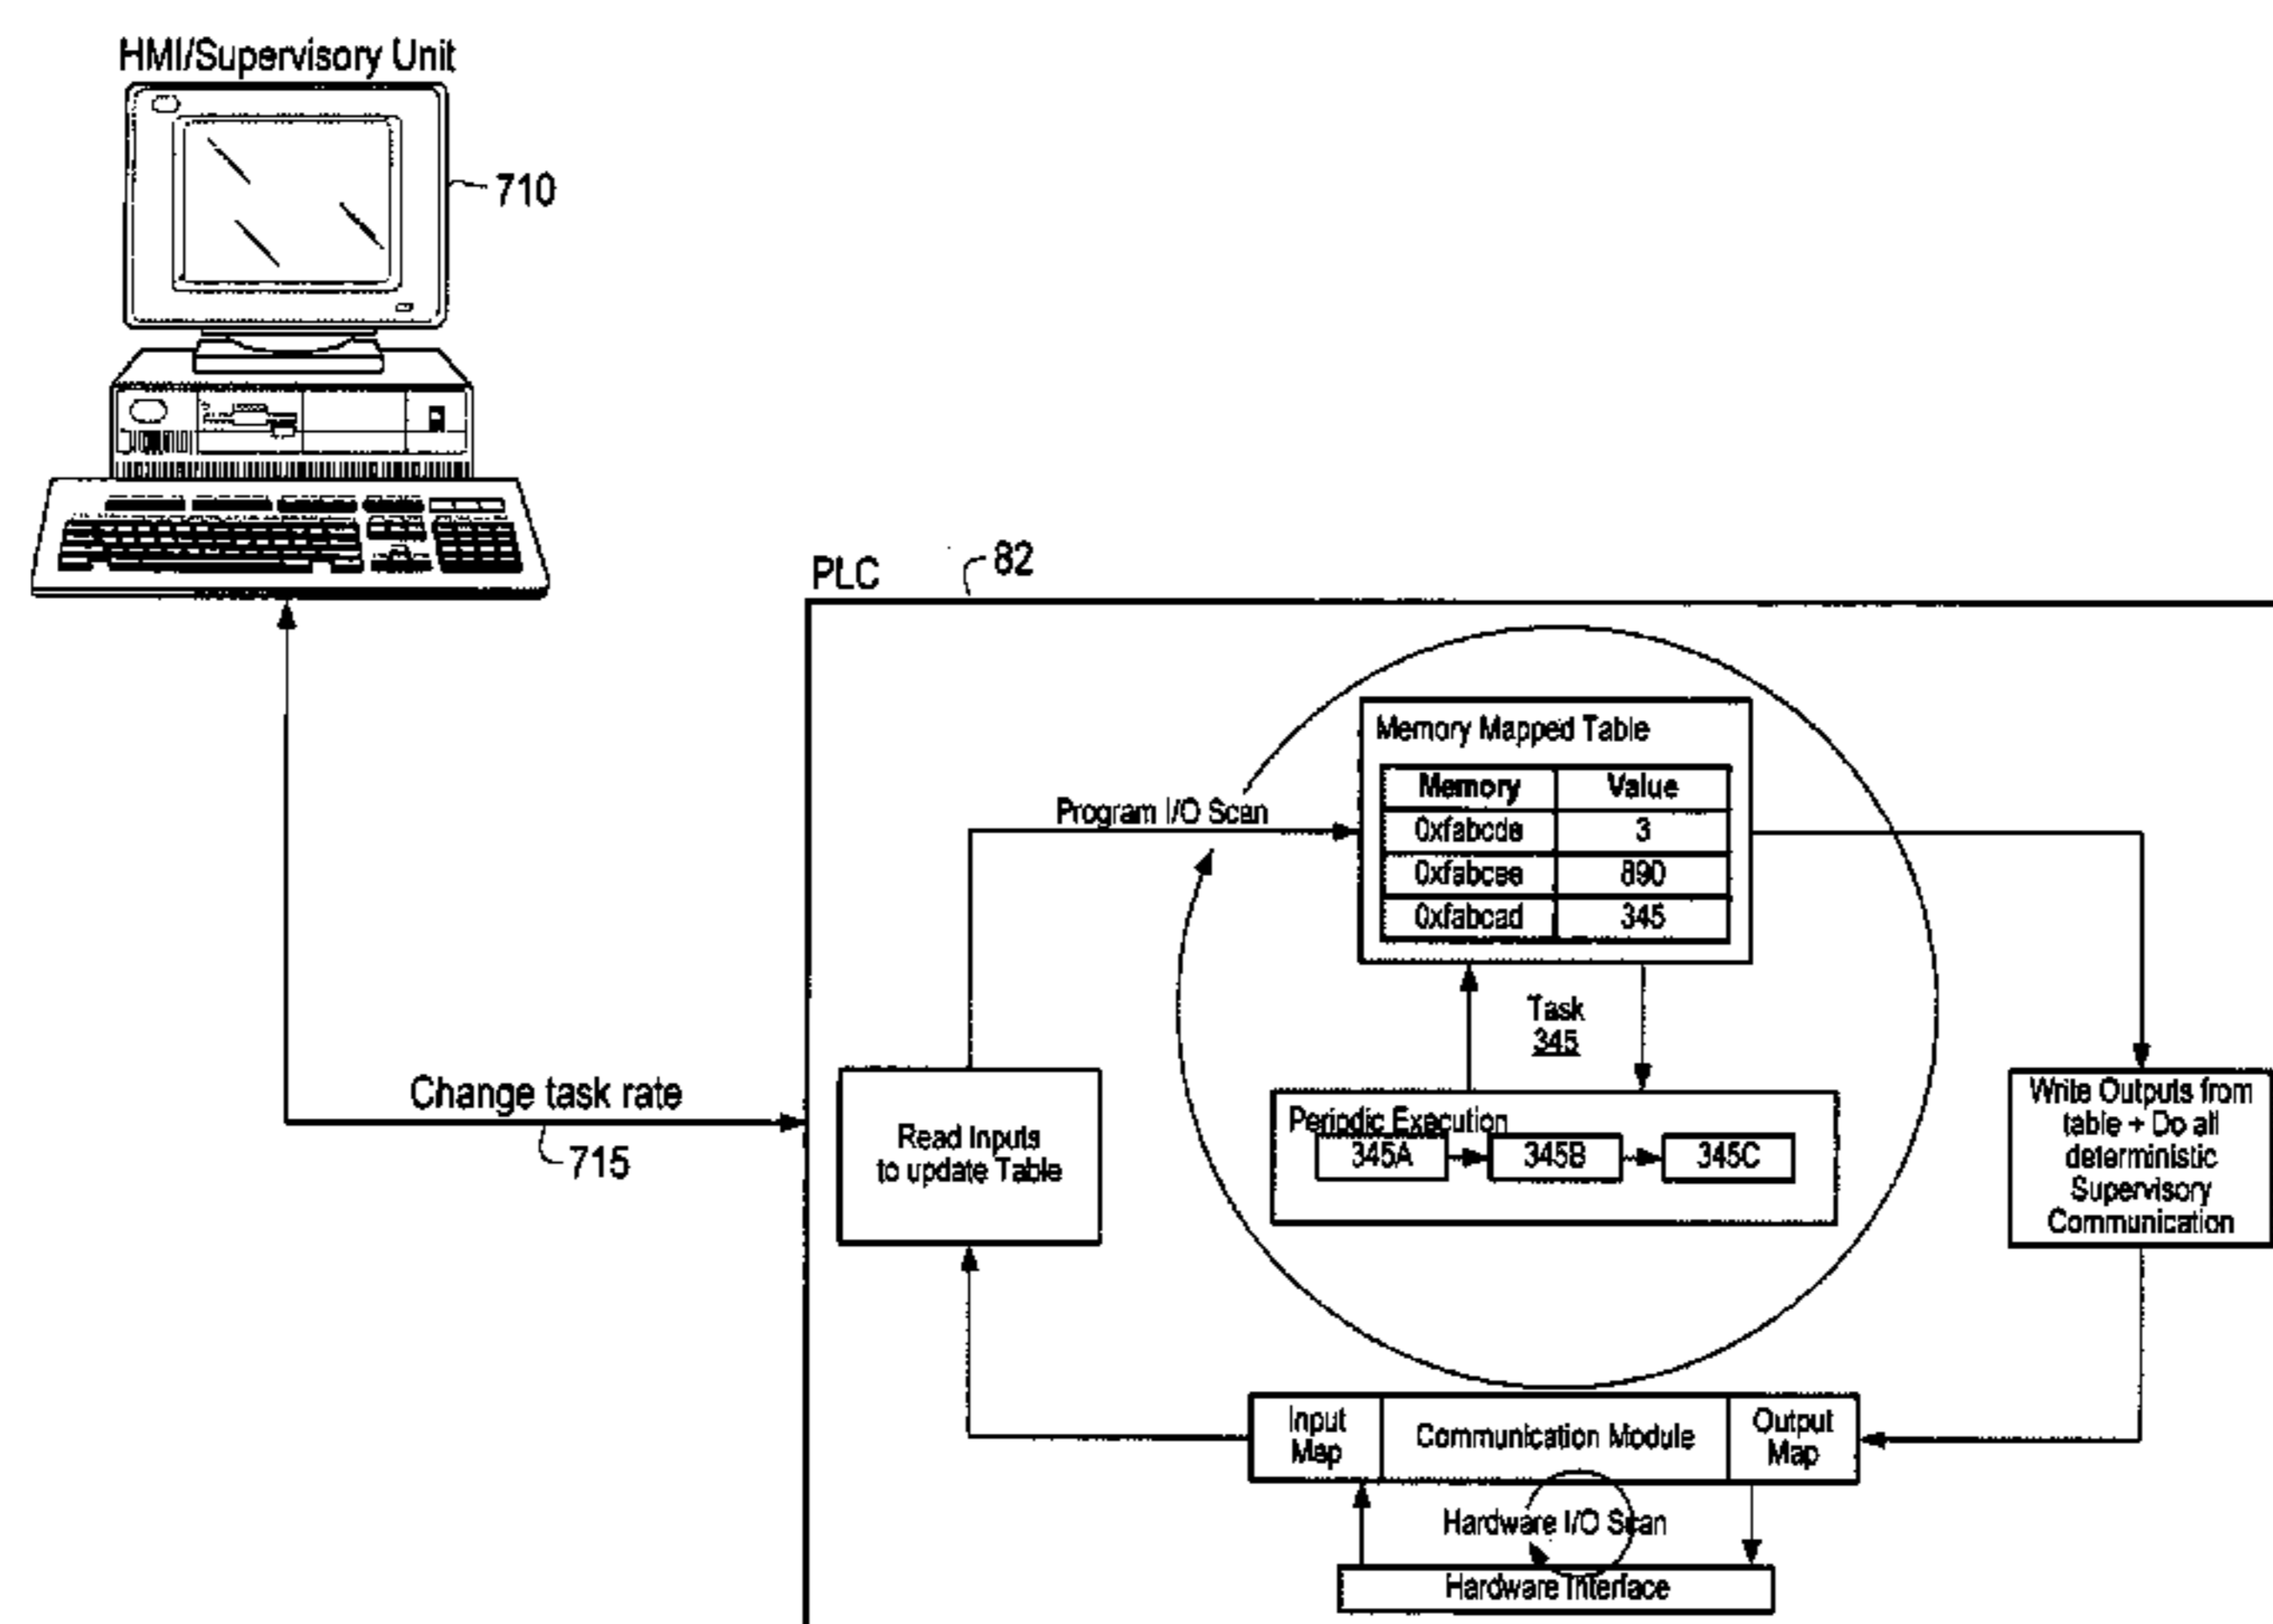 HMI/Supervisory Unit
710
PLC
82
Memory Mapped Table
Memory Value
0xfabcde 3
0xfabcee 890
0xfabcad 345
Program I/O Scan
Task
345
Change task rate
715
Read Inputs
to update Table
Periodic Execution
345A 345B 345C
Write Outputs from
table + Do all
deterministic
Supervisory
Communication
Input
Map
Communication Module
Output
Map
Hardware I/O Scan
Hardware Interface